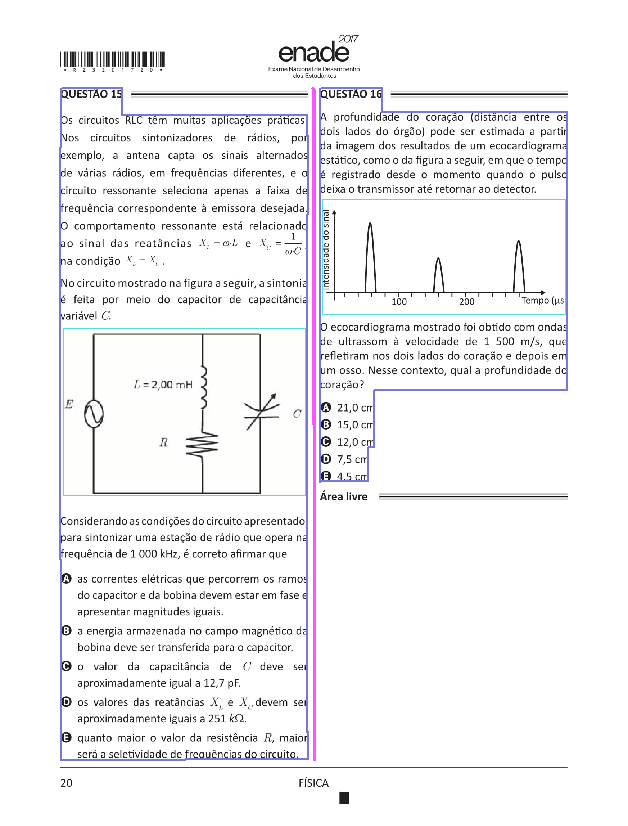 *R2320172D*
2017
enade
Exame Nacional de Desempenho
dos Estudantes
QUESTÃO 15
Os circuitos RLC têm muitas aplicações práticas.
Nos circuitos sintonizadores de rádios, por
exemplo, a antena capta os sinais alternados
de várias rádios, em frequências diferentes, e o
circuito ressonante seleciona apenas a faixa de
frequência correspondente à emissora desejada.
O comportamento ressonante está relacionado
ao sinal das reatâncias X_L = ω·L e X_C = 1/(ω·C),
na condição X_L = X_C.
No circuito mostrado na figura a seguir, a sintonia
é feita por meio do capacitor de capacitância
variável C.
L = 2,00 mH
E
C
R
Considerando as condições do circuito apresentado
para sintonizar uma estação de rádio que opera na
frequência de 1 000 kHz, é correto afirmar que
A as correntes elétricas que percorrem os ramos
do capacitor e da bobina devem estar em fase e
apresentar magnitudes iguais.
B a energia armazenada no campo magnético da
bobina deve ser transferida para o capacitor.
C o valor da capacitância de C deve ser
aproximadamente igual a 12,7 pF.
D os valores das reatâncias X_L e X_C devem ser
aproximadamente iguais a 251 kΩ.
E quanto maior o valor da resistência R, maior
será a seletividade de frequências do circuito.
QUESTÃO 16
A profundidade do coração (distância entre os
dois lados do órgão) pode ser estimada a partir
da imagem dos resultados de um ecocardiograma
estático, como o da figura a seguir, em que o tempo
é registrado desde o momento quando o pulso
deixa o transmissor até retornar ao detector.
Intensidade do sinal
100 200 Tempo (μs
O ecocardiograma mostrado foi obtido com ondas
de ultrassom à velocidade de 1 500 m/s, que
refletiram nos dois lados do coração e depois em
um osso. Nesse contexto, qual a profundidade do
coração?
A 21,0 cm
B 15,0 cm
C 12,0 cm
D 7,5 cm
E 4,5 cm
Área livre
20
FÍSICA